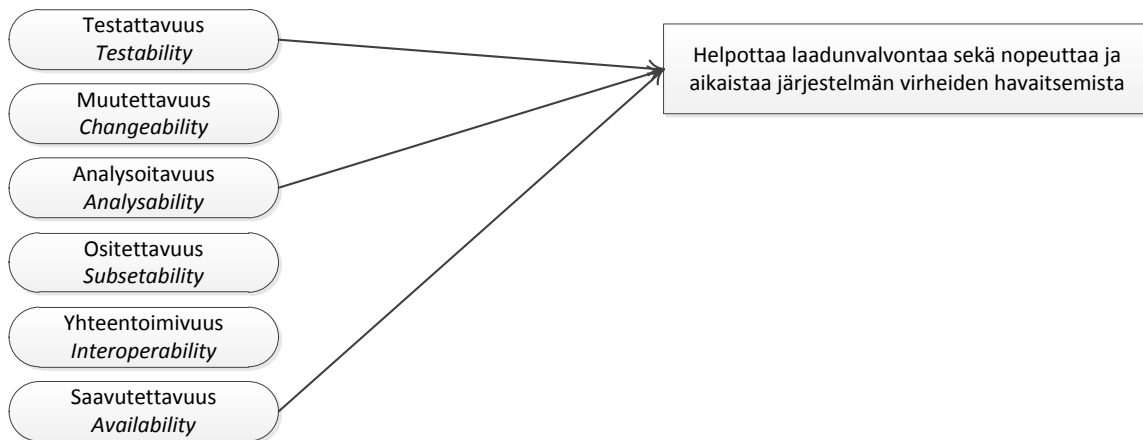 Testattavuus
Testability
Helpottaa laadunvalvontaa sekä nopeuttaa ja
aikaistaa järjestelmän virheiden havaitsemista
Muutettavuus
Changeability
Analysoitavuus
Analysability
Ositettavuus
Subsetability
Yhteentoimivuus
Interoperability
Saavutettavuus
Availability